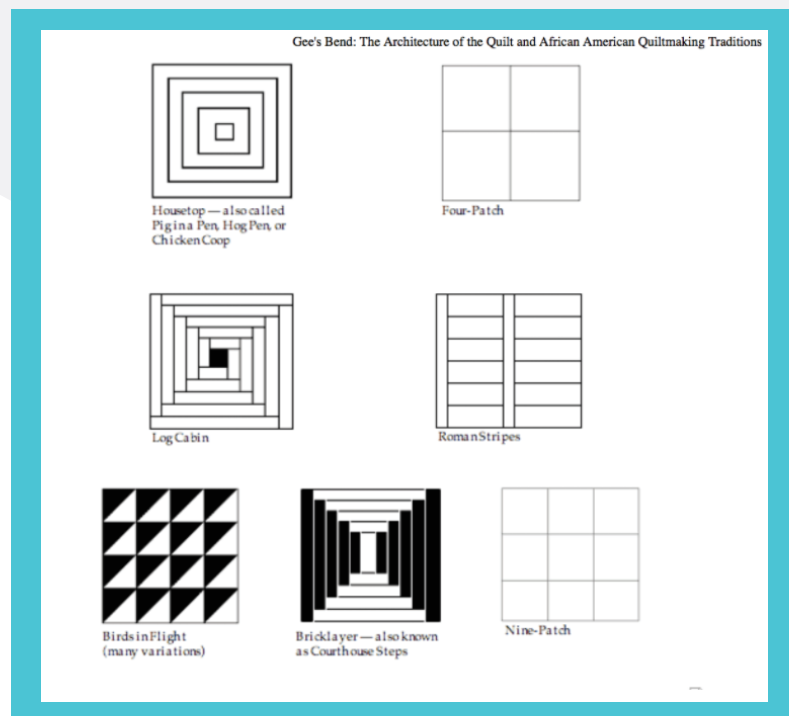 Gee's Bend: The Architecture of the Quilt and African American Quiltmaking Traditions
Housetop — also called
Pig in a Pen, Hog Pen, or
Chicken Coop
Four-Patch
Log Cabin
Roman Stripes
Birds in Flight
(many variations)
Bricklayer — also known
as Courthouse Steps
Nine-Patch